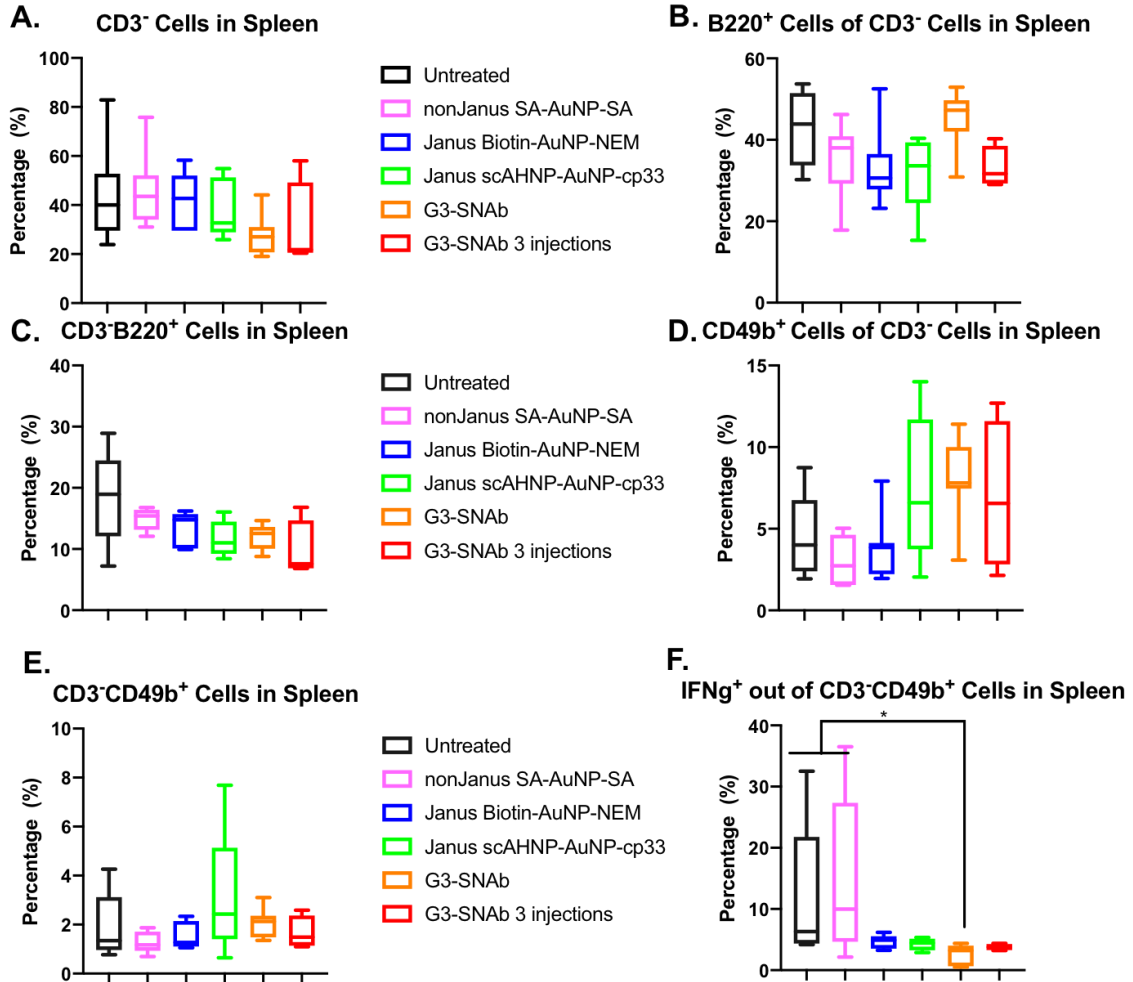 A. CD3⁻ Cells in Spleen
Percentage (%)
100
80
60
40
20
0
Untreated
nonJanus SA-AuNP-SA
Janus Biotin-AuNP-NEM
Janus scAHNP-AuNP-cp33
G3-SNAb
G3-SNAb 3 injections
B. B220⁺ Cells of CD3⁻ Cells in Spleen
Percentage (%)
60
40
20
0
C. CD3⁻B220⁺ Cells in Spleen
Percentage (%)
40
30
20
10
0
Untreated
nonJanus SA-AuNP-SA
Janus Biotin-AuNP-NEM
Janus scAHNP-AuNP-cp33
G3-SNAb
G3-SNAb 3 injections
D. CD49b⁺ Cells of CD3⁻ Cells in Spleen
Percentage (%)
15
10
5
0
E.
CD3⁻CD49b⁺ Cells in Spleen
Percentage (%)
10
8
6
4
2
0
Untreated
nonJanus SA-AuNP-SA
Janus Biotin-AuNP-NEM
Janus scAHNP-AuNP-cp33
G3-SNAb
G3-SNAb 3 injections
F.
IFNg⁺ out of CD3⁻CD49b⁺ Cells in Spleen
*
Percentage (%)
40
30
20
10
0